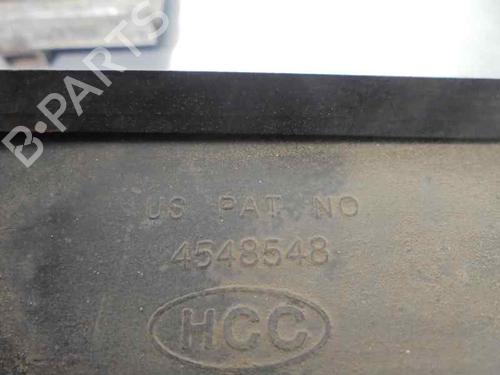 B-PARTS
US PAT NO
4548548
HCC